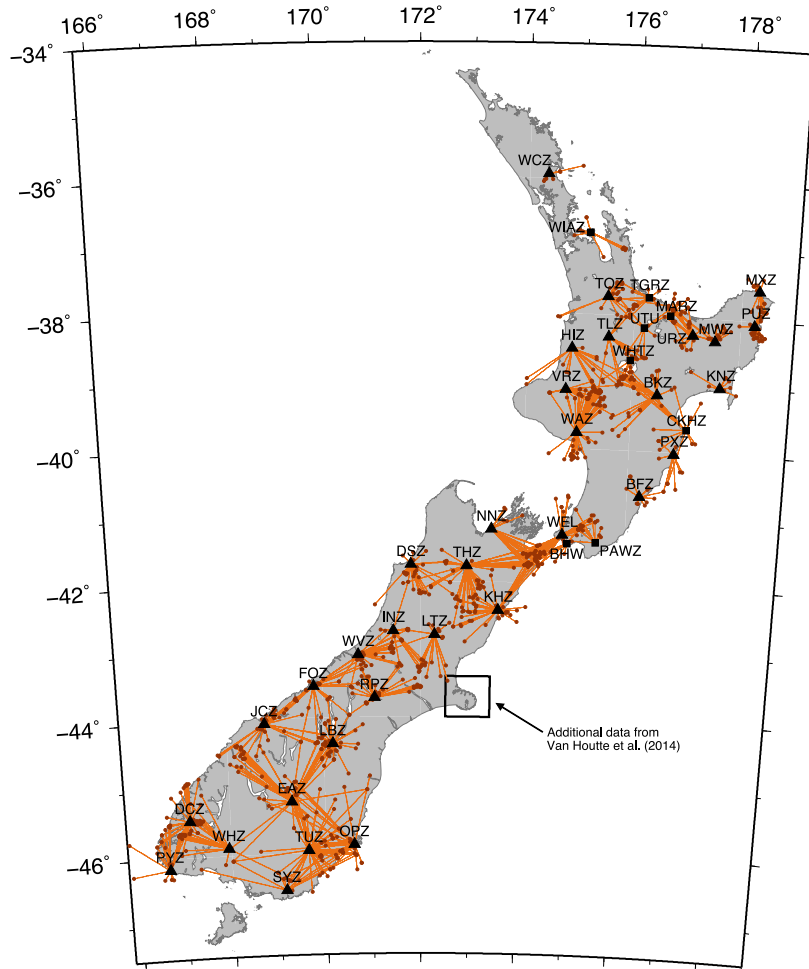 166° 168° 170° 172° 174° 176° 178°
−34°
WCZ
−36°
WIAZ
MXZ
TOZ TGRZ
MARZ
PUZ
−38°
UTU
TLZ
HIZ
URZ MWZ
WHTZ
VRZ BKZ KNZ
WAZ CKHZ
PXZ
−40°
BFZ
NNZ WEL
DSZ THZ BHW PAWZ
−42°
KHZ
INZ LTZ
WVZ
FOZ RPZ
JCZ
−44°
LBZ
Additional data from
Van Houtte et al. (2014)
EAZ
DCZ
WHZ TUZ OPZ
PYZ
−46°
SYZ